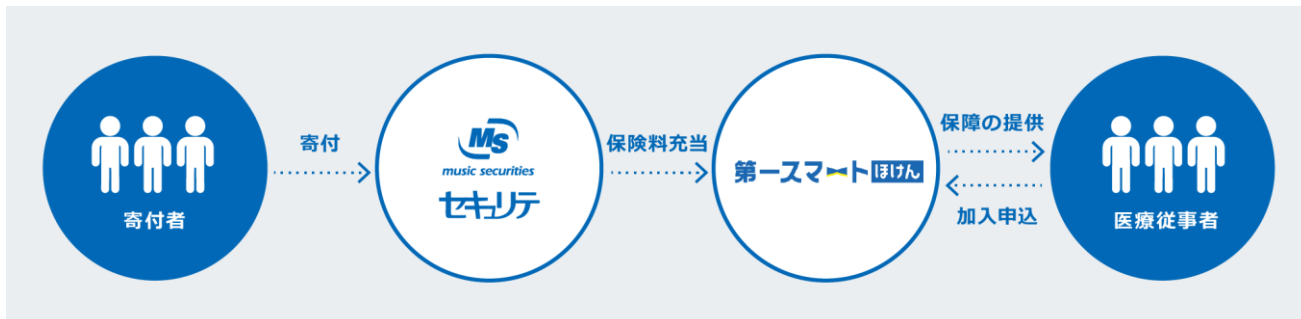 寄付者
寄付
MS
music securities
セキュリテ
保険料充当
第一スマートほけん
保障の提供
加入申込
医療従事者